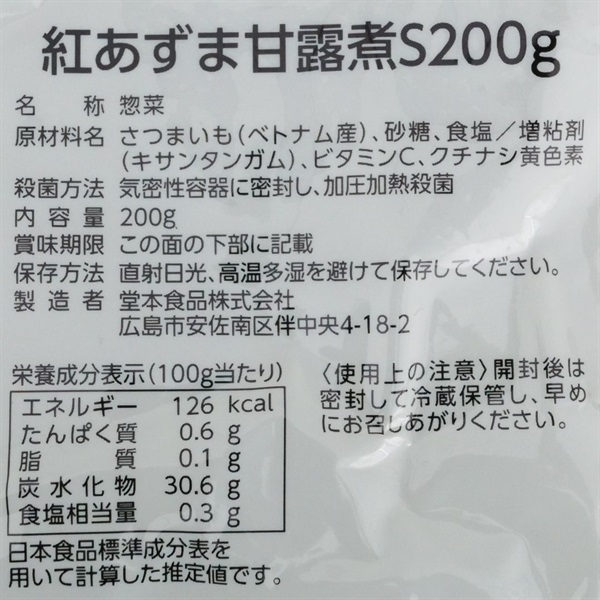 紅あずま甘露煮S200g
名　　称 惣菜
原材料名 さつまいも(ベトナム産)、砂糖、食塩／増粘剤
(キサンタンガム)、ビタミンC、クチナシ黄色素
殺菌方法 気密性容器に密封し、加圧加熱殺菌
内 容 量 200g
賞味期限 この面の下部に記載
保存方法 直射日光、高温多湿を避けて保存してください。
製 造 者 堂本食品株式会社
広島市安佐南区伴中央4-18-2
栄養成分表示(100g当たり)
エネルギー 126 kcal
たんぱく質 0.6 g
脂　　質 0.1 g
炭水化物 30.6 g
食塩相当量 0.3 g
日本食品標準成分表を
用いて計算した推定値です。
〈使用上の注意〉開封後は
密封して冷蔵保管し、早め
にお召しあがりください。